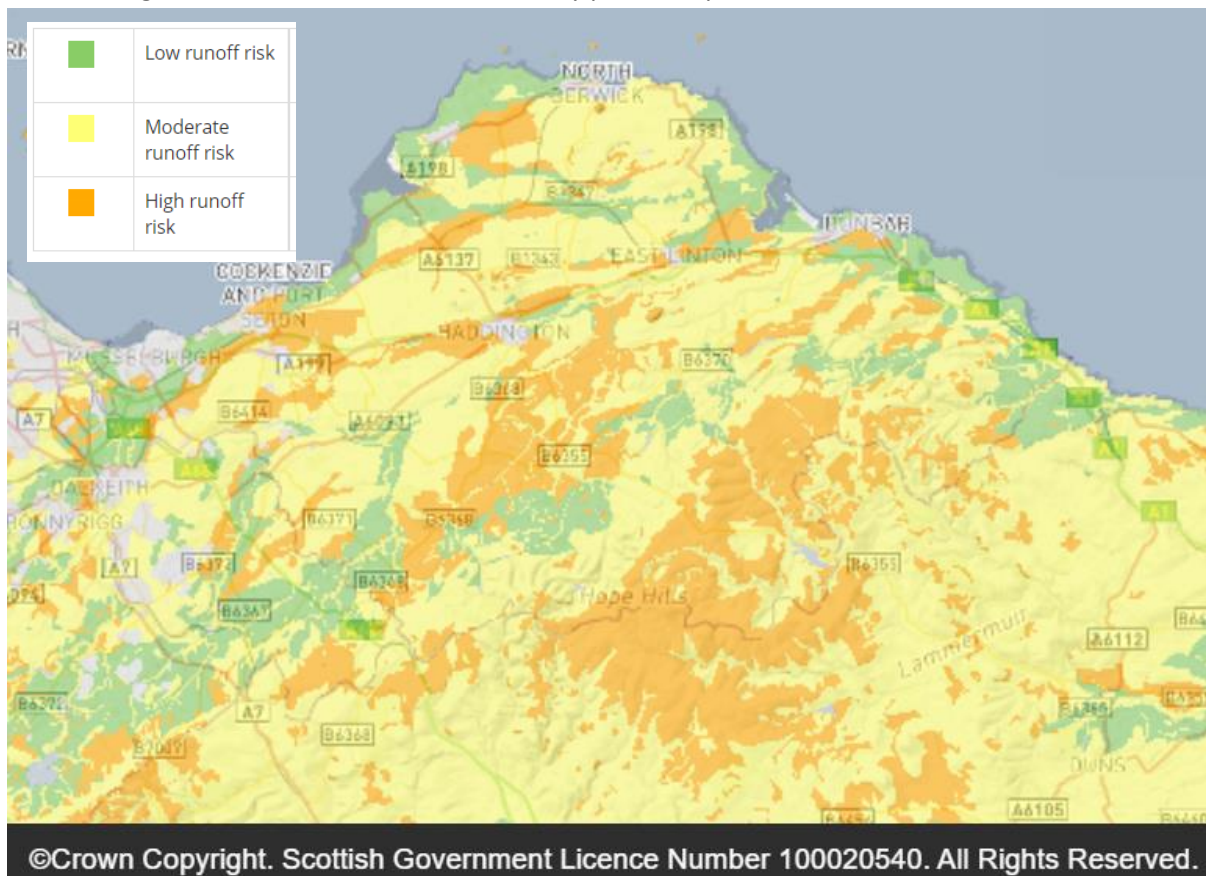 Low runoff risk
Moderate
runoff risk
High runoff
risk
NORTH
BERWICK
A198
A198
B1347
DUNBAR
A6137
B1343
EAST LINTON
COCKENZIE
AND PORT
SETON
HADDINGTON
MUSSELBURGH
A199
B6370
B6368
A7
B6414
A6093
B6355
DALKEITH
BONNYRIGG
B6371
B6368
A1
A7
B6372
B6355
Hope Hills
B6367
Lammermuir
A6112
B6372
A7
B6368
DUNS
A6105
©Crown Copyright. Scottish Government Licence Number 100020540. All Rights Reserved.